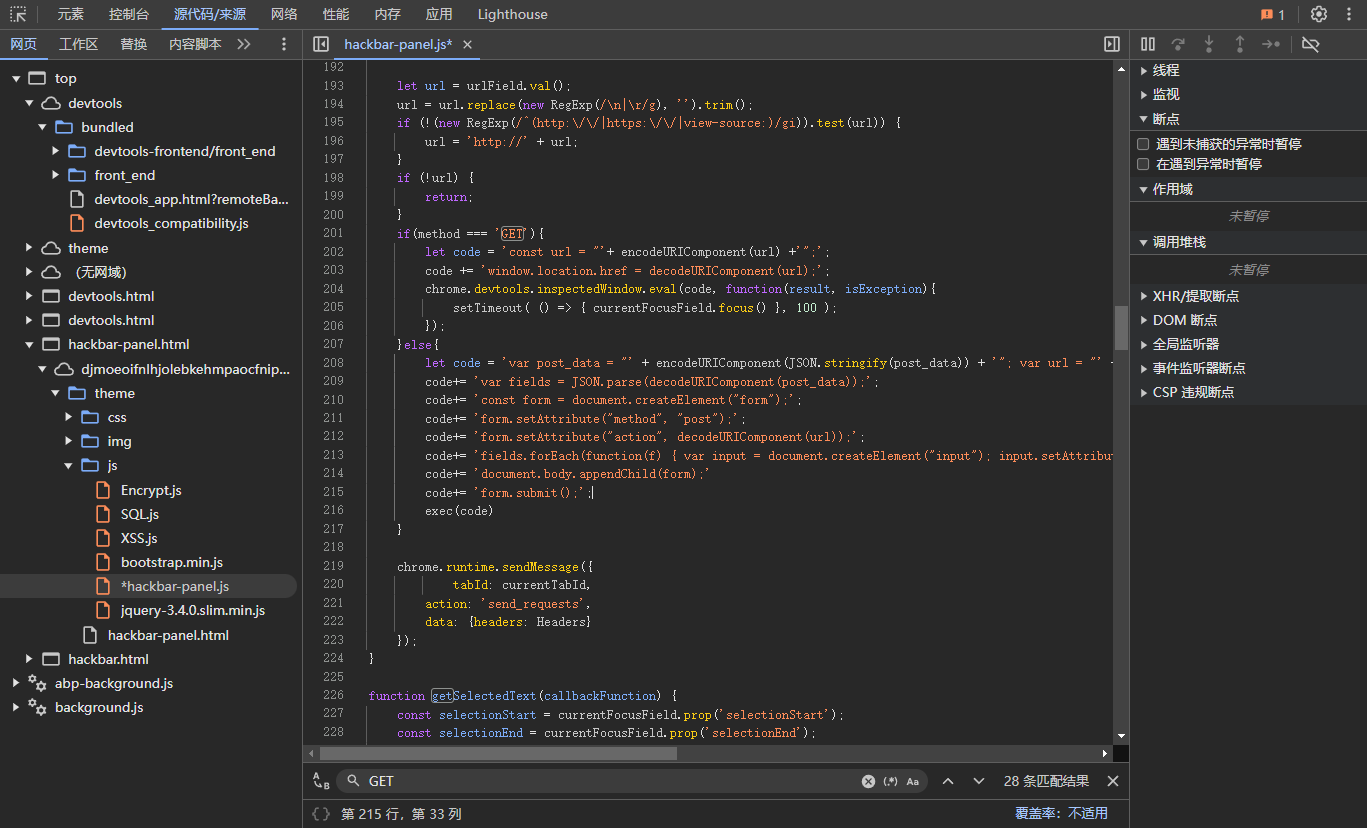 元素 控制台 源代码/来源 网络 性能 内存 应用 Lighthouse 1
网页 工作区 替换 内容脚本 hackbar-panel.js*
top
devtools
bundled
devtools-frontend/front_end
front_end
devtools_app.html?remoteBa...
devtools_compatibility.js
theme
（无网域）
devtools.html
devtools.html
hackbar-panel.html
djmoeoifnlhjolebkehmpaocfnip...
theme
css
img
js
Encrypt.js
SQL.js
XSS.js
bootstrap.min.js
*hackbar-panel.js
jquery-3.4.0.slim.min.js
hackbar-panel.html
hackbar.html
abp-background.js
background.js
192
193 let url = urlField.val();
194 url = url.replace(new RegExp(/\n|\r/g), '').trim();
195 if (!(new RegExp(/^(http:\/\/|https:\/\/|view-source:)/gi)).test(url)) {
196 url = 'http://' + url;
197 }
198 if (!url) {
199 return;
200 }
201 if(method === 'GET'){
202 let code = 'const url = "'+ encodeURIComponent(url) +'";';
203 code += 'window.location.href = decodeURIComponent(url);';
204 chrome.devtools.inspectedWindow.eval(code, function(result, isException){
205 setTimeout( () => { currentFocusField.focus() }, 100 );
206 });
207 }else{
208 let code = 'var post_data = "' + encodeURIComponent(JSON.stringify(post_data)) + '"; var url = "' +
209 code+= 'var fields = JSON.parse(decodeURIComponent(post_data));';
210 code+= 'const form = document.createElement("form");';
211 code+= 'form.setAttribute("method", "post");';
212 code+= 'form.setAttribute("action", decodeURIComponent(url));';
213 code+= 'fields.forEach(function(f) { var input = document.createElement("input"); input.setAttribu
214 code+= 'document.body.appendChild(form);'
215 code+= 'form.submit();';
216 exec(code)
217 }
218
219 chrome.runtime.sendMessage({
220 tabId: currentTabId,
221 action: 'send_requests',
222 data: {headers: Headers}
223 });
224 }
225
226 function getSelectedText(callbackFunction) {
227 const selectionStart = currentFocusField.prop('selectionStart');
228 const selectionEnd = currentFocusField.prop('selectionEnd');
GET (.*) Aa 28 条匹配结果
{} 第 215 行，第 33 列 覆盖率：不适用
线程
监视
断点
遇到未捕获的异常时暂停
在遇到异常时暂停
作用域
未暂停
调用堆栈
未暂停
XHR/提取断点
DOM 断点
全局监听器
事件监听器断点
CSP 违规断点